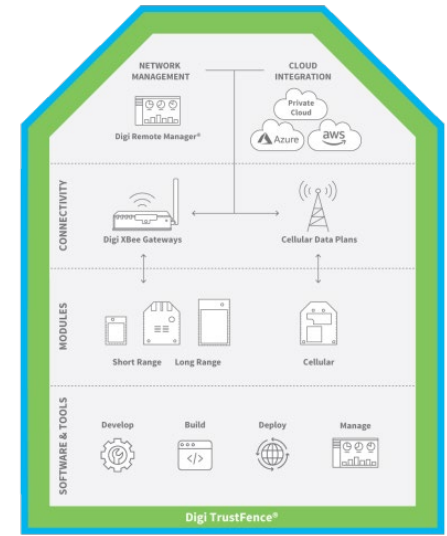 NETWORK
MANAGEMENT
CLOUD
INTEGRATION
Private
Cloud
Azure
aws
Digi Remote Manager®
CONNECTIVITY
Digi XBee Gateways
Cellular Data Plans
MODULES
Short Range
Long Range
Cellular
SOFTWARE & TOOLS
Develop
Build
Deploy
Manage
</>
Digi TrustFence®